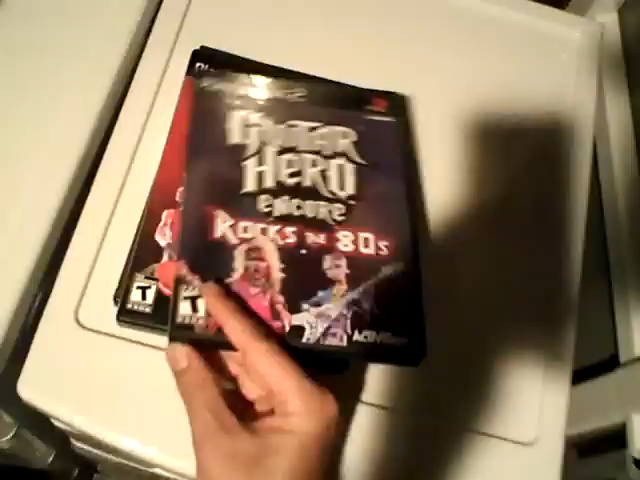 GUITAR
HERO
encore
ROCKS THE 80s
T
T
ACTIVISION